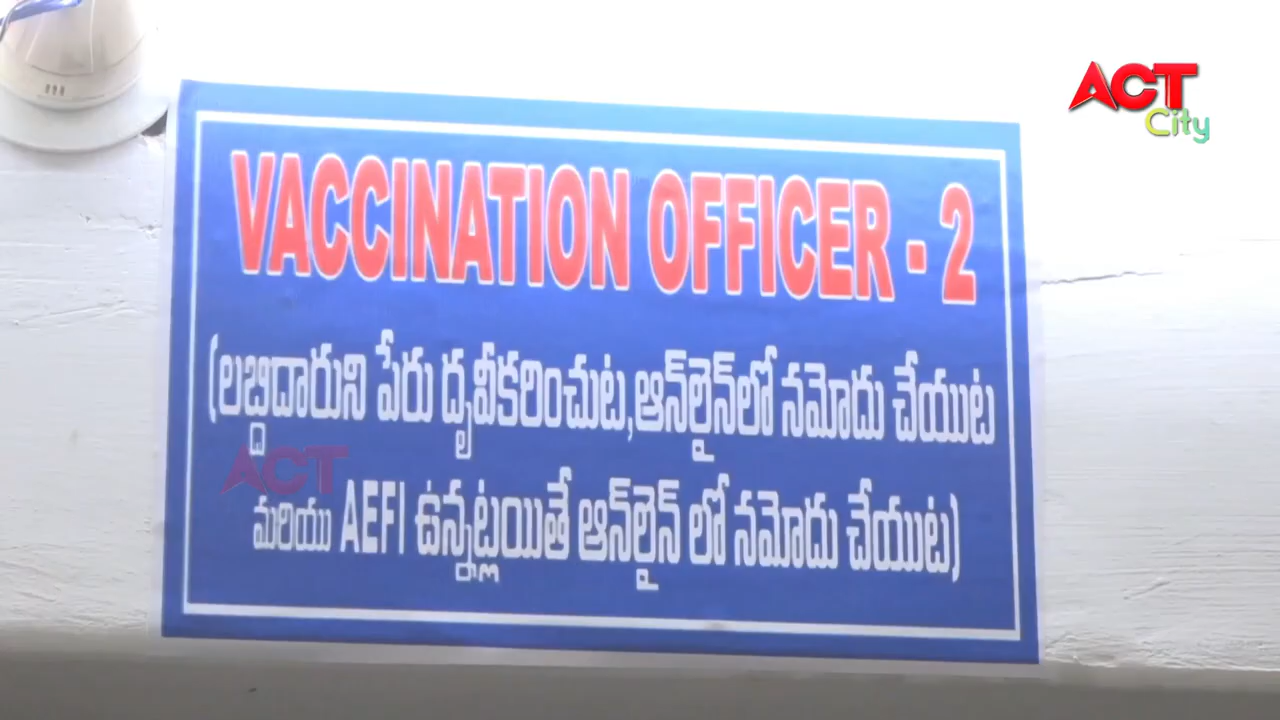 ACT
City
VACCINATION OFFICER - 2
(లబ్దిదారుని పేరు దృవీకరించుట,ఆన్‌లైన్‌లో నమోదు చేయుట
ACT
మరియు AEFI ఉన్నట్లయితే ఆన్‌లైన్ లో నమోదు చేయుట)